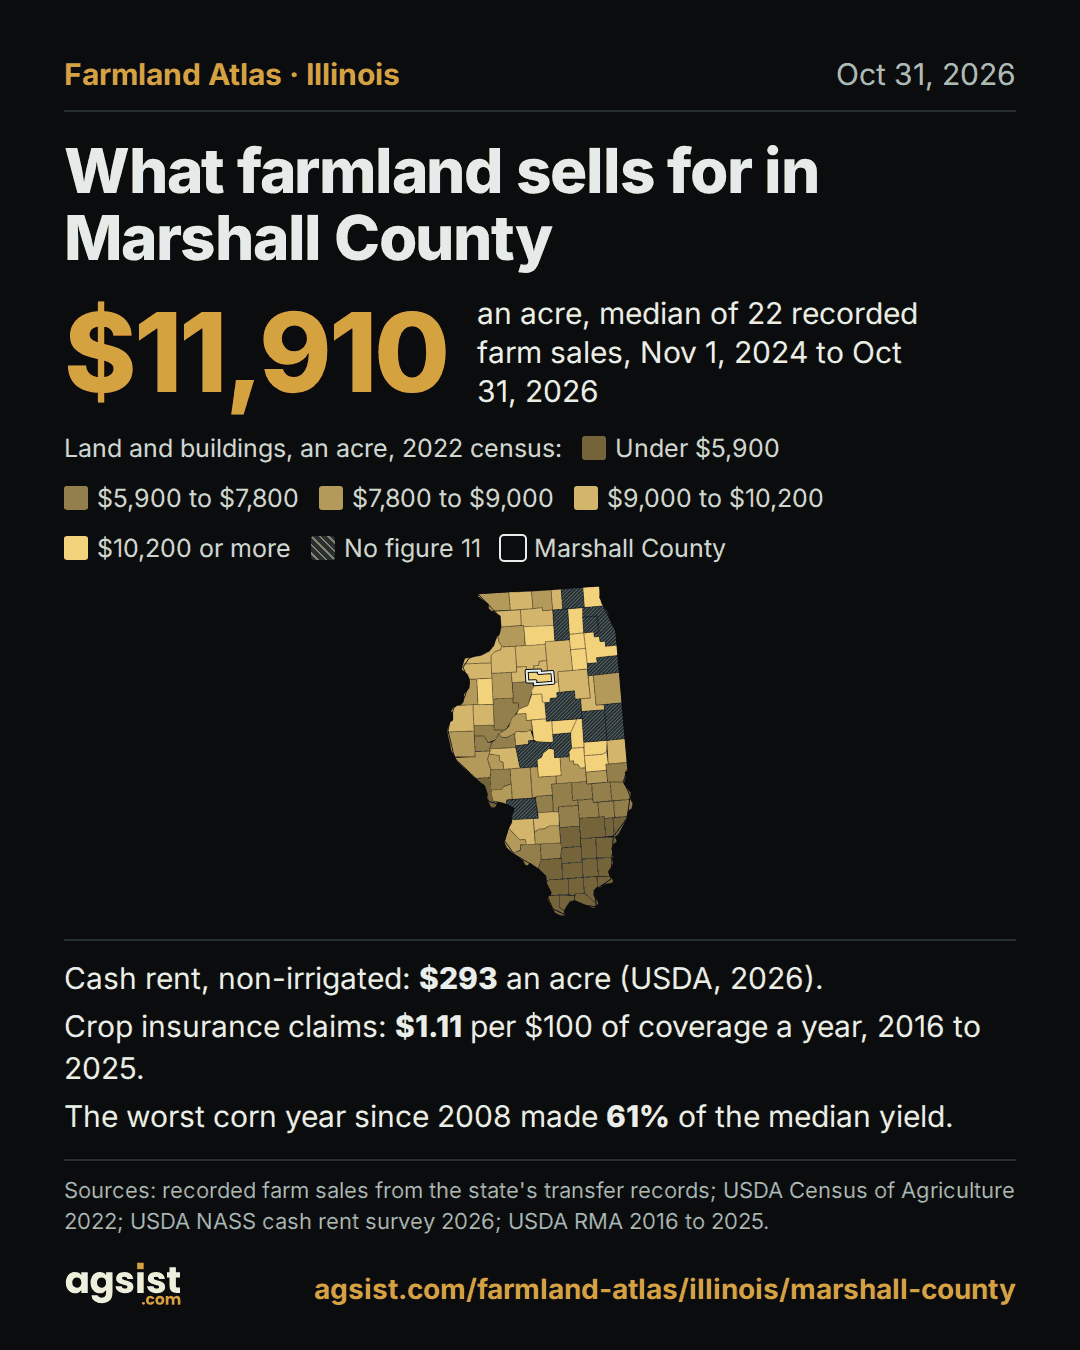 Farmland Atlas · Illinois
Oct 31, 2026
What farmland sells for in
Marshall County
$11,910
an acre, median of 22 recorded
farm sales, Nov 1, 2024 to Oct
31, 2026
Land and buildings, an acre, 2022 census: Under $5,900
$5,900 to $7,800 $7,800 to $9,000 $9,000 to $10,200
$10,200 or more No figure 11 Marshall County
Cash rent, non-irrigated: $293 an acre (USDA, 2026).
Crop insurance claims: $1.11 per $100 of coverage a year, 2016 to
2025.
The worst corn year since 2008 made 61% of the median yield.
Sources: recorded farm sales from the state's transfer records; USDA Census of Agriculture
2022; USDA NASS cash rent survey 2026; USDA RMA 2016 to 2025.
agsist
.com
agsist.com/farmland-atlas/illinois/marshall-county